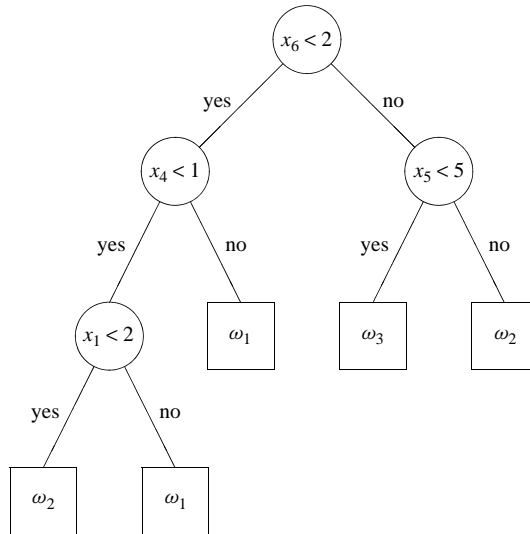 x₆ < 2
yes
no
x₄ < 1
x₅ < 5
yes
no
yes
no
x₁ < 2
ω₁
ω₃
ω₂
yes
no
ω₂
ω₁